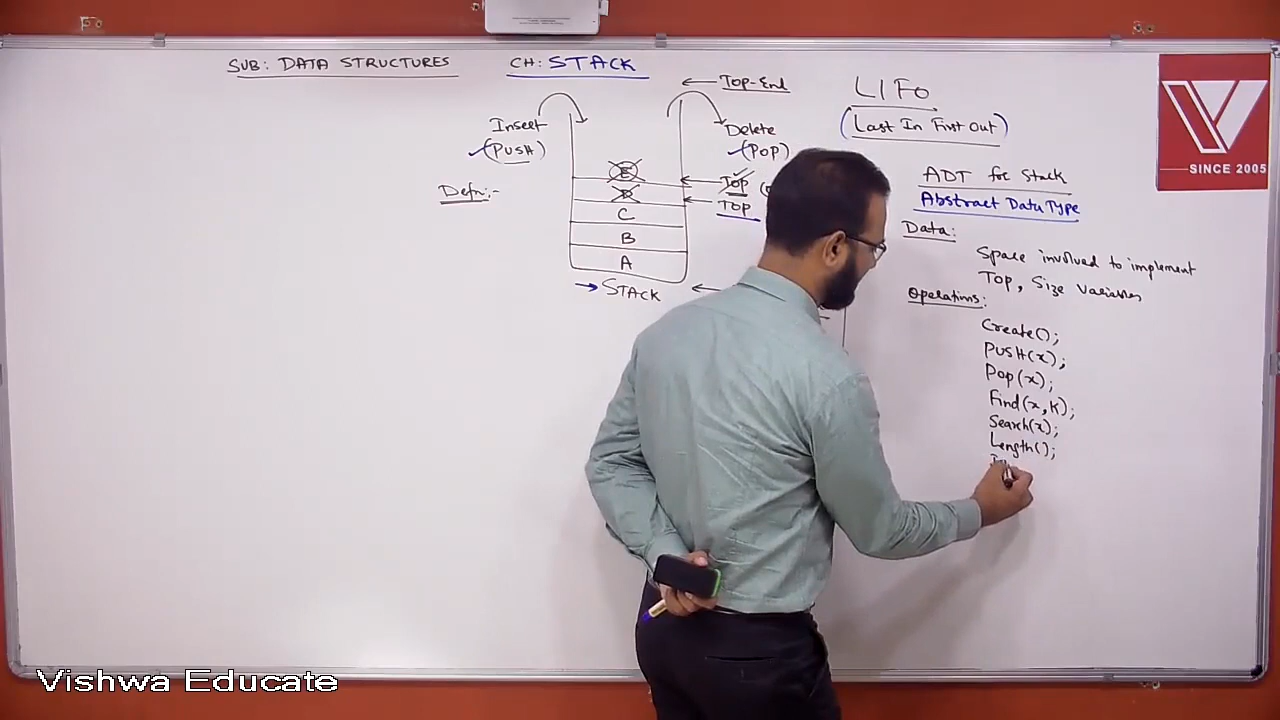 SUB: DATA STRUCTURES
CH: STACK
Top-End
LIFO
(Last In First Out)
Insert
(PUSH)
Delete
(POP)
Defn:-
E
D
C
B
A
TOP
TOP
STACK
ADT for Stack
Abstract Data Type
Data:
Space involved to implement
Top, Size Variables
Operations:
Create();
PUSH(x);
Pop(x);
Find(x,K);
Search(x);
Length();
SINCE 2005
Vishwa Educate